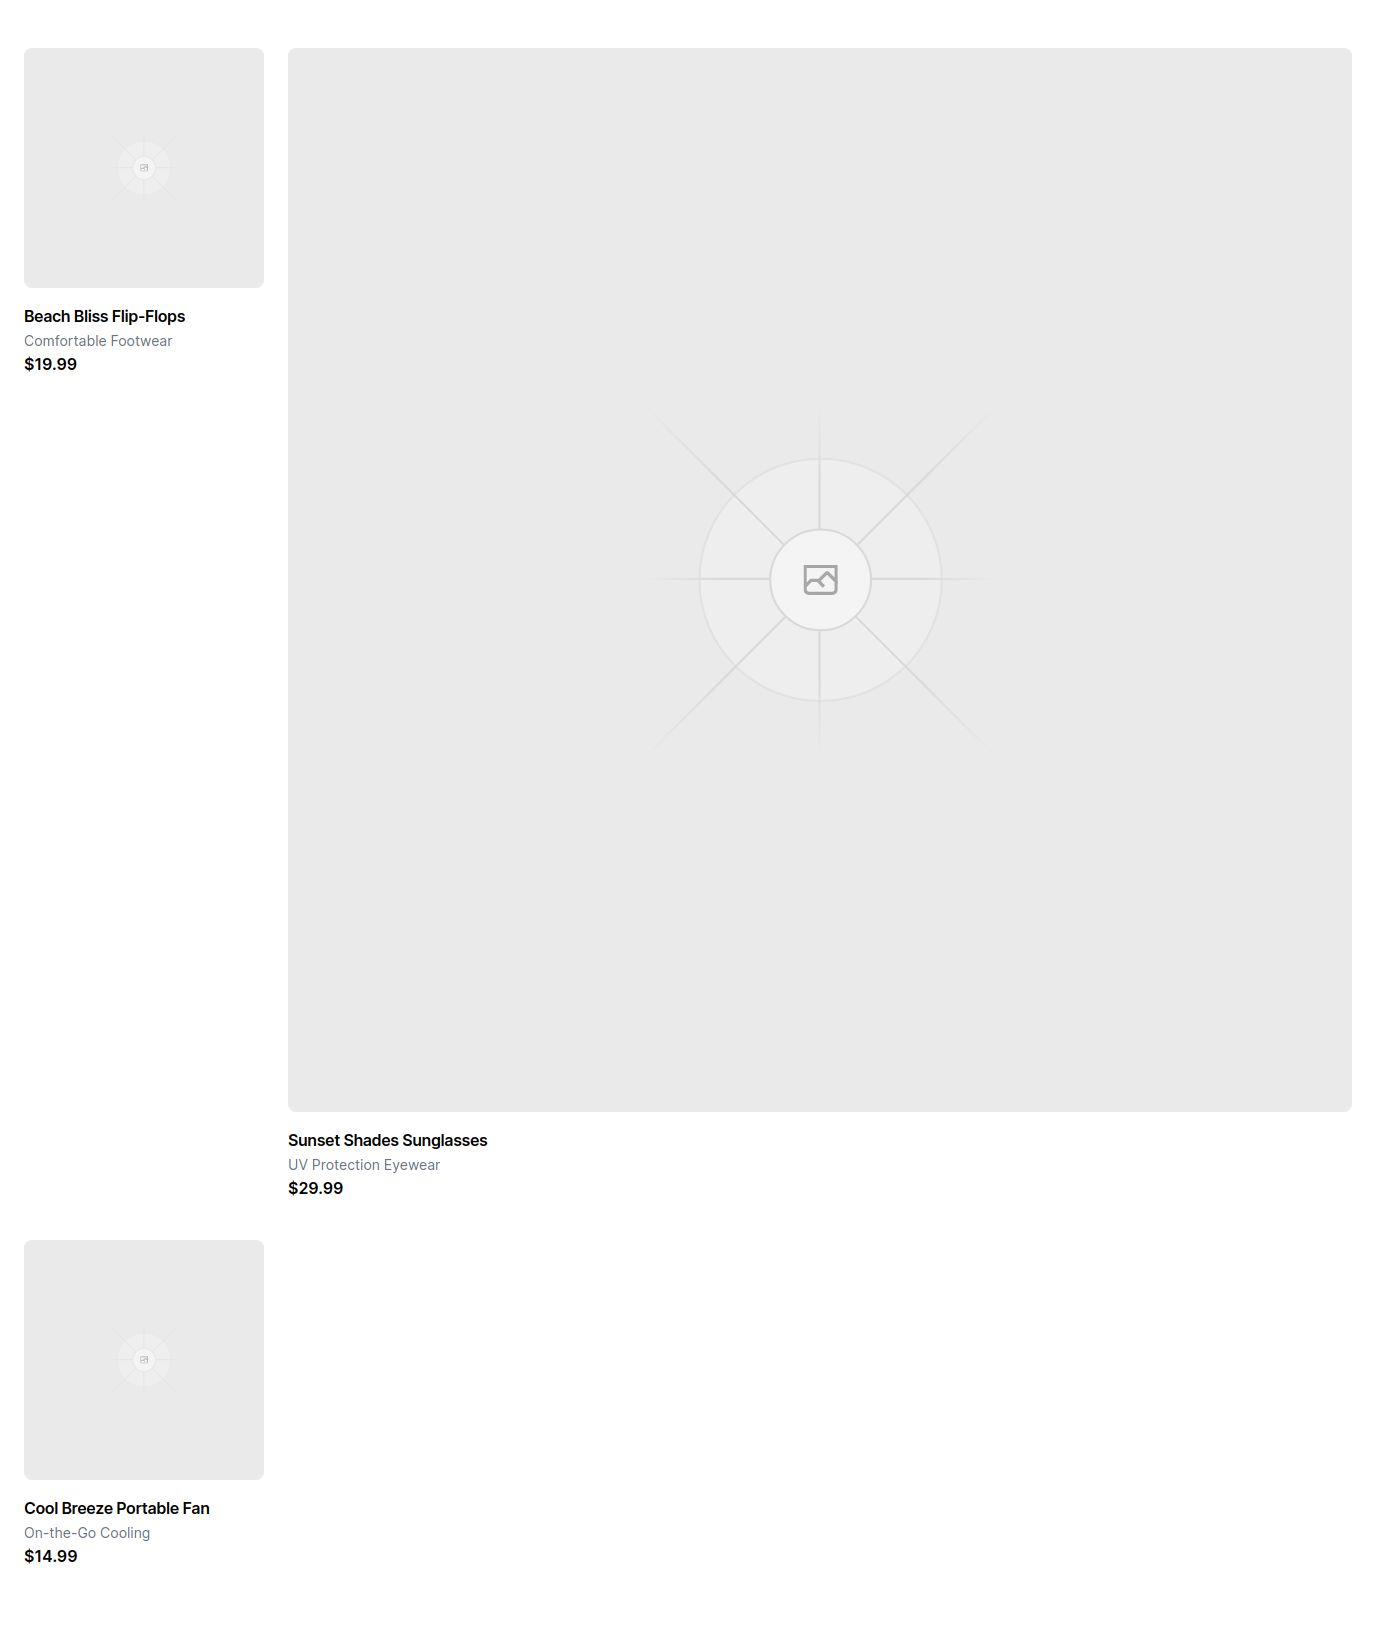 Beach Bliss Flip-Flops
Comfortable Footwear
$19.99
Sunset Shades Sunglasses
UV Protection Eyewear
$29.99
Cool Breeze Portable Fan
On-the-Go Cooling
$14.99